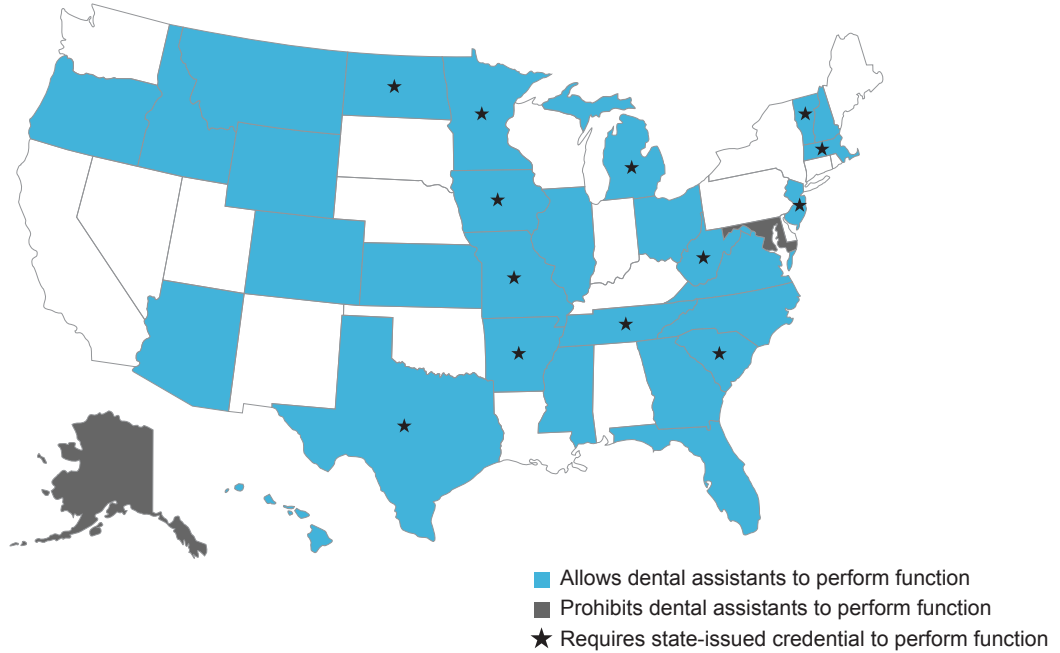 Allows dental assistants to perform function
Prohibits dental assistants to perform function
Requires state-issued credential to perform function